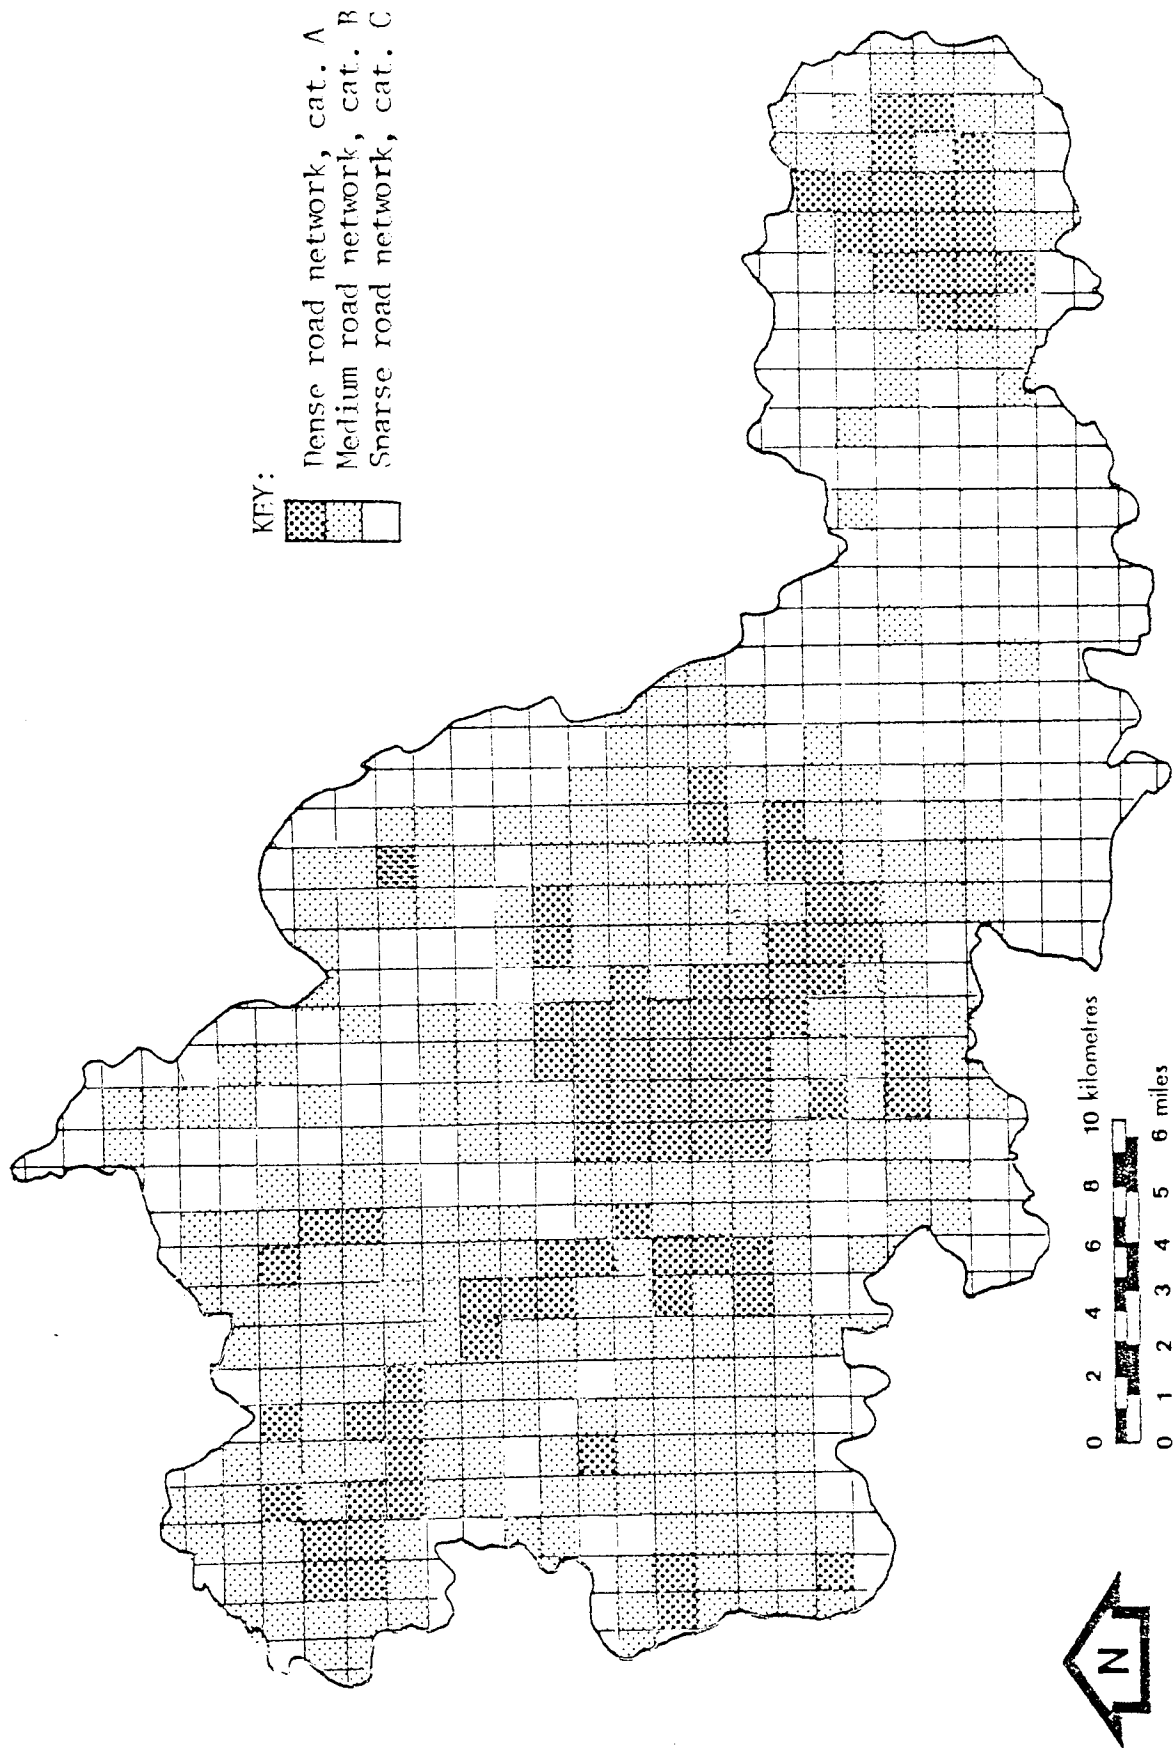 KEY:
Dense road network, cat. A
Medium road network, cat. B
Sparse road network, cat. C
0 2 4 6 8 10 kilometres
0 1 2 3 4 5 6 miles
N